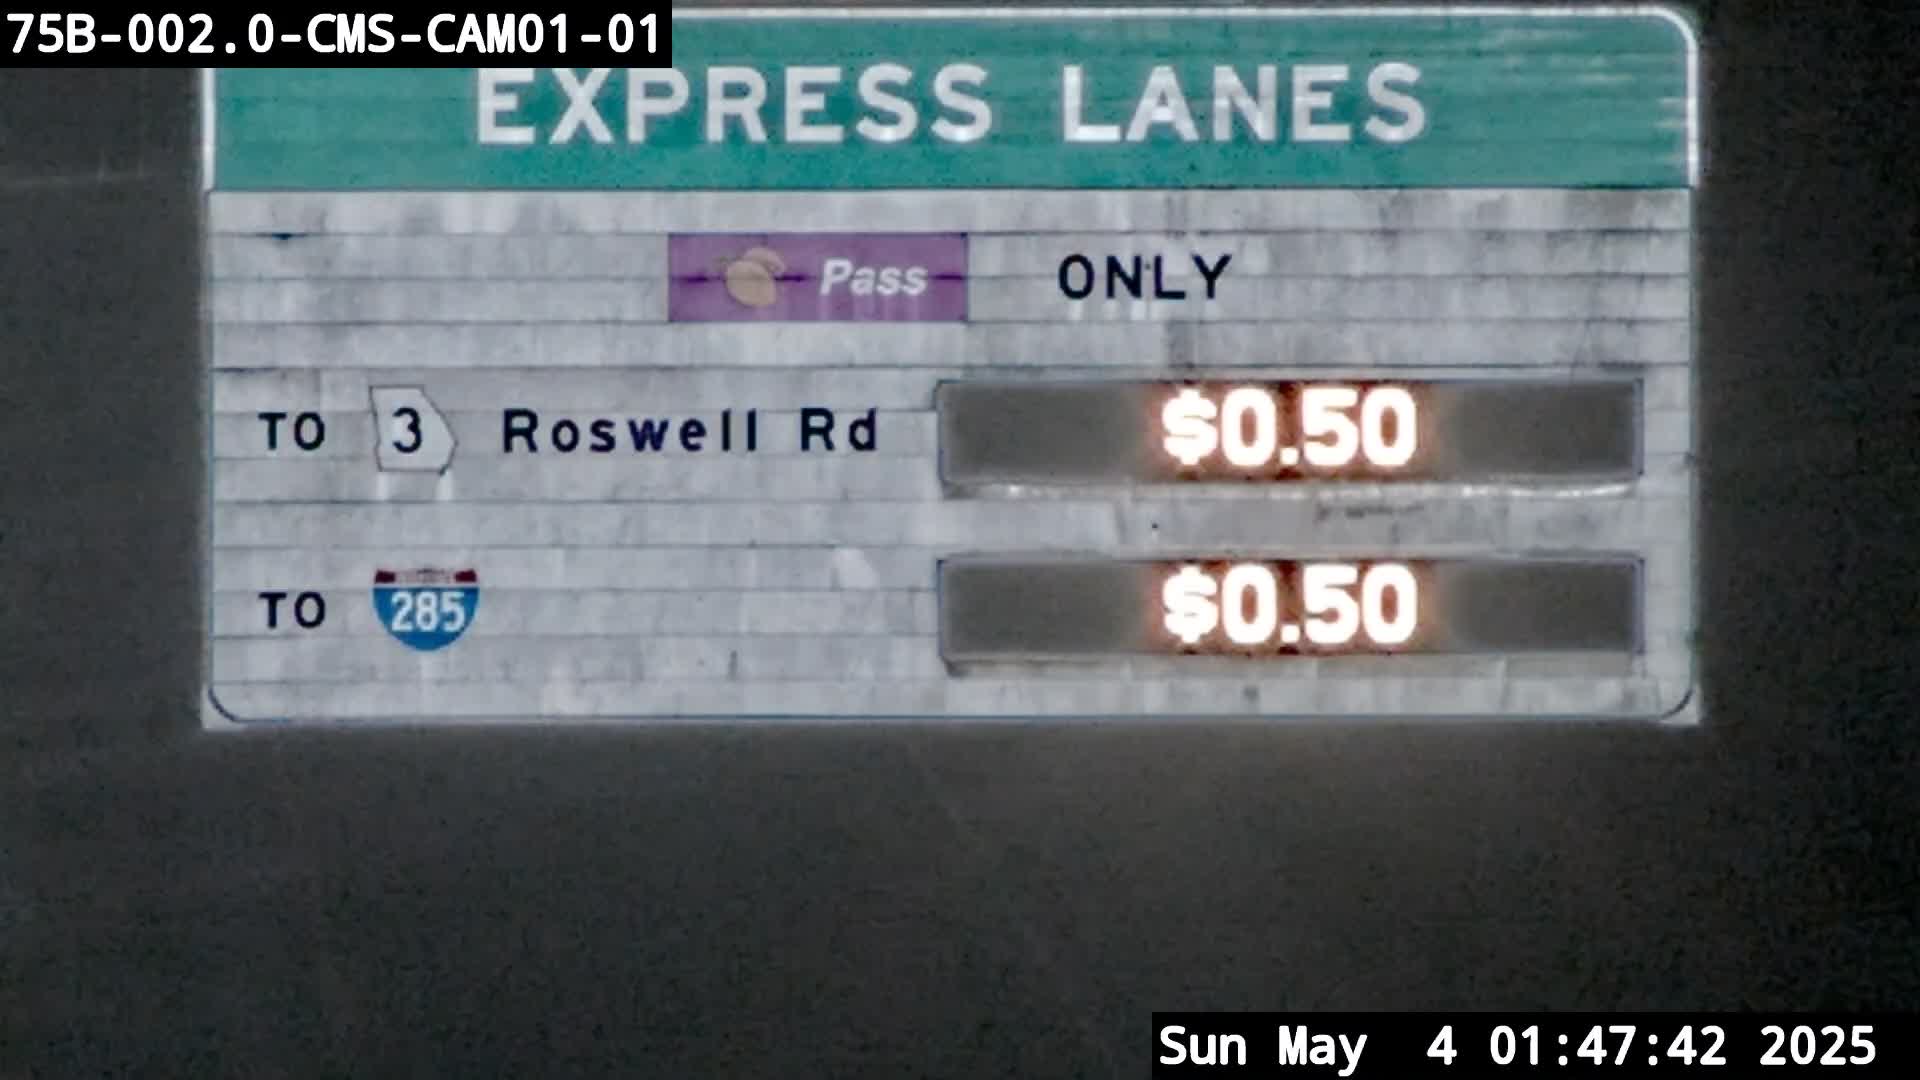 75B-002.0-CMS-CAM01-01
EXPRESS LANES
Pass ONLY
TO 3 Roswell Rd $0.50
TO 285 $0.50
Sun May 4 01:47:42 2025